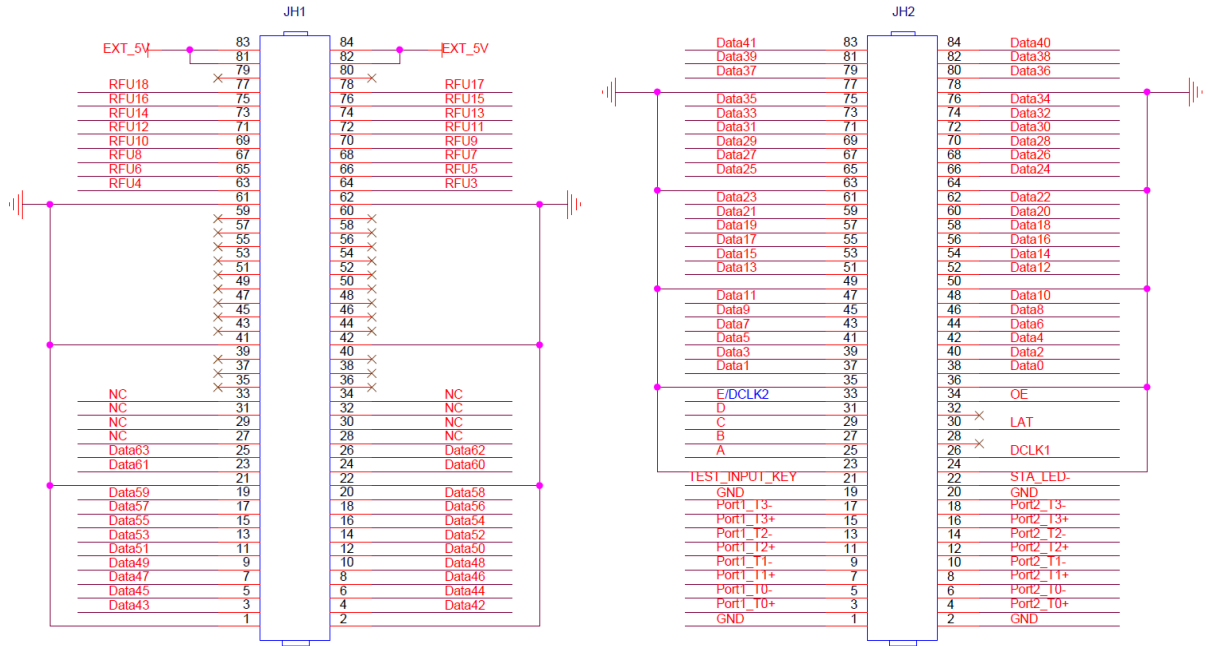 JH1
EXT_5V 83 84 EXT_5V
81 82
79 80
RFU18 77 78 RFU17
RFU16 75 76 RFU15
RFU14 73 74 RFU13
RFU12 71 72 RFU11
RFU10 69 70 RFU9
RFU8 67 68 RFU7
RFU6 65 66 RFU5
RFU4 63 64 RFU3
61 62
59 60
57 58
55 56
53 54
51 52
49 50
47 48
45 46
43 44
41 42
39 40
37 38
35 36
NC 33 34 NC
NC 31 32 NC
NC 29 30 NC
NC 27 28 NC
Data63 25 26 Data62
Data61 23 24 Data60
21 22
Data59 19 20 Data58
Data57 17 18 Data56
Data55 15 16 Data54
Data53 13 14 Data52
Data51 11 12 Data50
Data49 9 10 Data48
Data47 7 8 Data46
Data45 5 6 Data44
Data43 3 4 Data42
1 2
JH2
Data41 83 84 Data40
Data39 81 82 Data38
Data37 79 80 Data36
77 78
Data35 75 76 Data34
Data33 73 74 Data32
Data31 71 72 Data30
Data29 69 70 Data28
Data27 67 68 Data26
Data25 65 66 Data24
63 64
Data23 61 62 Data22
Data21 59 60 Data20
Data19 57 58 Data18
Data17 55 56 Data16
Data15 53 54 Data14
Data13 51 52 Data12
49 50
Data11 47 48 Data10
Data9 45 46 Data8
Data7 43 44 Data6
Data5 41 42 Data4
Data3 39 40 Data2
Data1 37 38 Data0
35 36
E/DCLK2 33 34 OE
D 31 32
C 29 30 LAT
B 27 28
A 25 26 DCLK1
23 24
TEST_INPUT_KEY 21 22 STA_LED-
GND 19 20 GND
Port1_T3- 17 18 Port2_T3-
Port1_T3+ 15 16 Port2_T3+
Port1_T2- 13 14 Port2_T2-
Port1_T2+ 11 12 Port2_T2+
Port1_T1- 9 10 Port2_T1-
Port1_T1+ 7 8 Port2_T1+
Port1_T0- 5 6 Port2_T0-
Port1_T0+ 3 4 Port2_T0+
GND 1 2 GND